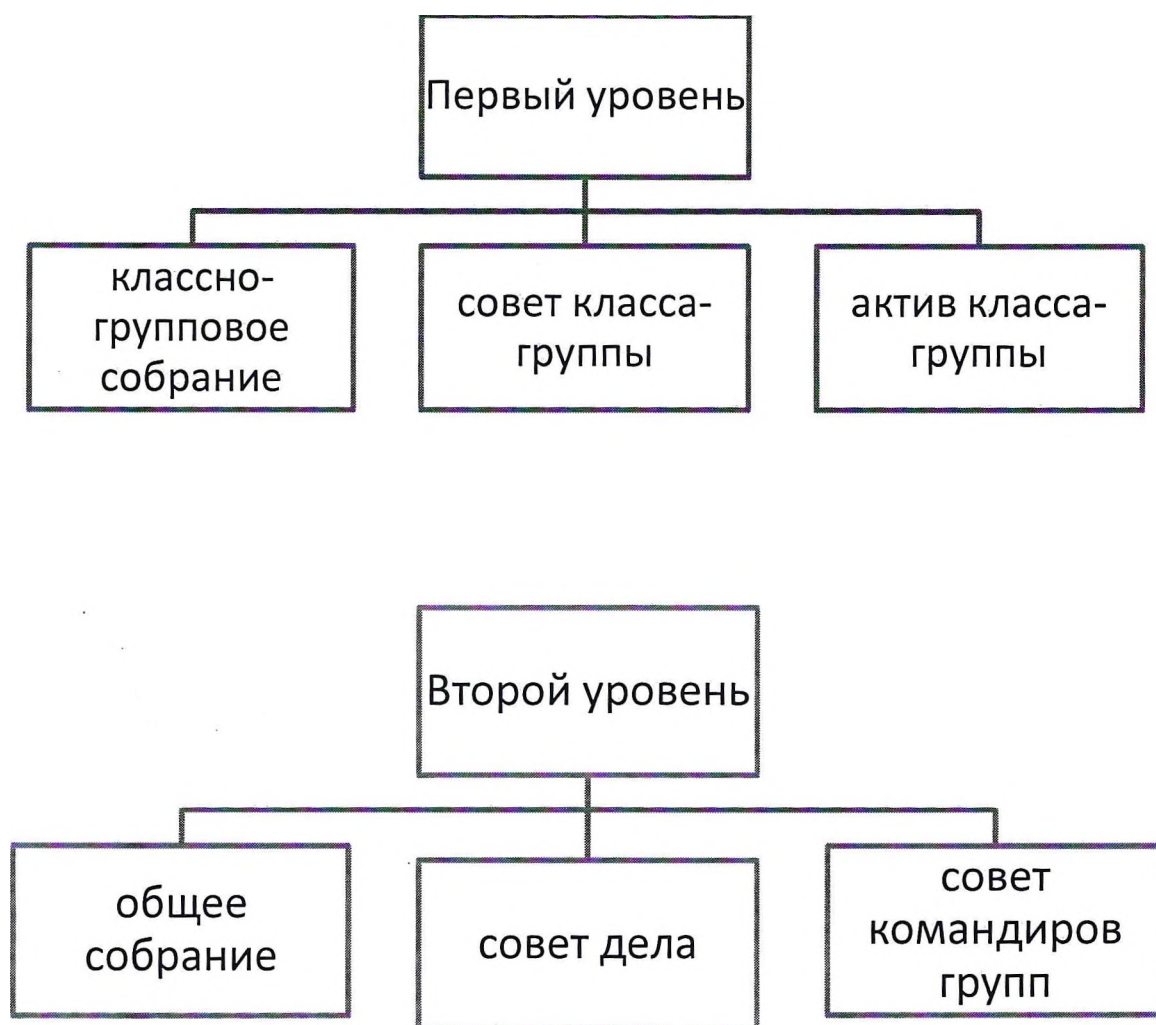 Первый уровень
классно-
групповое
собрание
совет класса-
группы
актив класса-
группы
Второй уровень
общее
собрание
совет дела
совет
командиров
групп